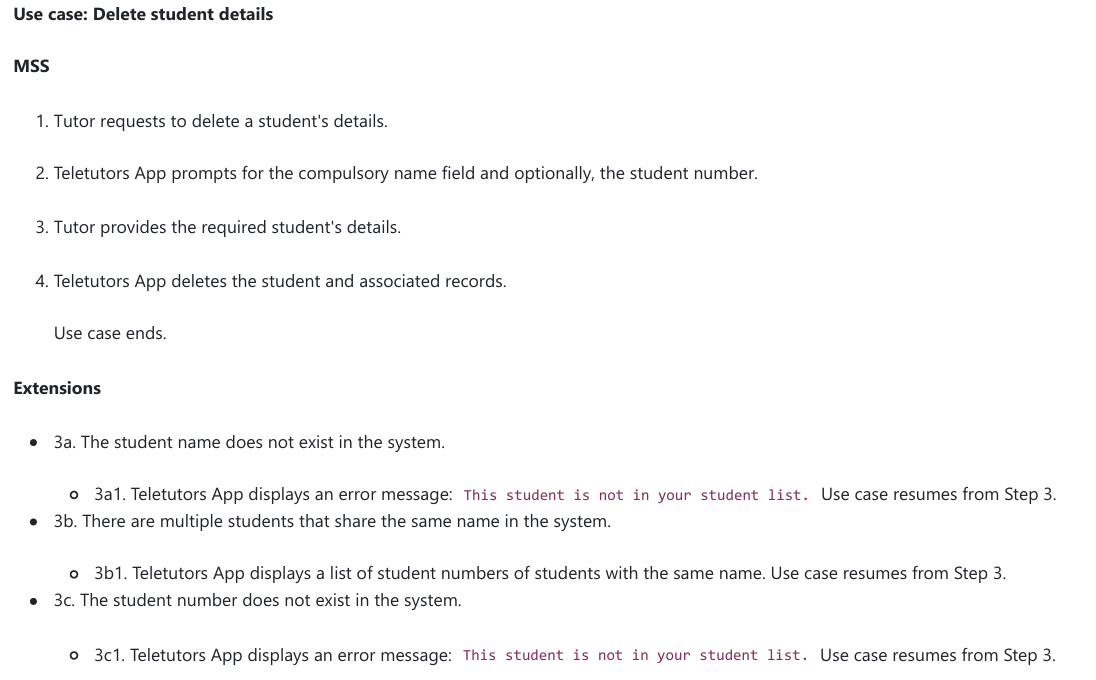 Use case: Delete student details
MSS
1. Tutor requests to delete a student's details.
2. Teletutors App prompts for the compulsory name field and optionally, the student number.
3. Tutor provides the required student's details.
4. Teletutors App deletes the student and associated records.
Use case ends.
Extensions
• 3a. The student name does not exist in the system.
◦ 3a1. Teletutors App displays an error message: This student is not in your student list. Use case resumes from Step 3.
• 3b. There are multiple students that share the same name in the system.
◦ 3b1. Teletutors App displays a list of student numbers of students with the same name. Use case resumes from Step 3.
• 3c. The student number does not exist in the system.
◦ 3c1. Teletutors App displays an error message: This student is not in your student list. Use case resumes from Step 3.